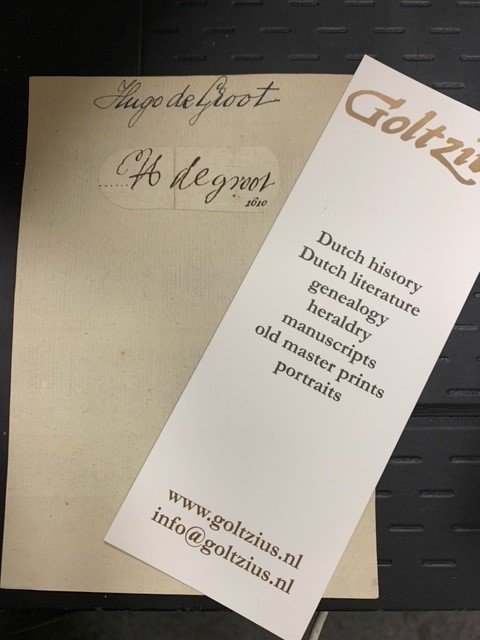 Hugo de Groot
H de groot
1610
Goltziu
Dutch history
Dutch literature
genealogy
heraldry
manuscripts
old master prints
portraits
www.goltzius.nl
info@goltzius.nl